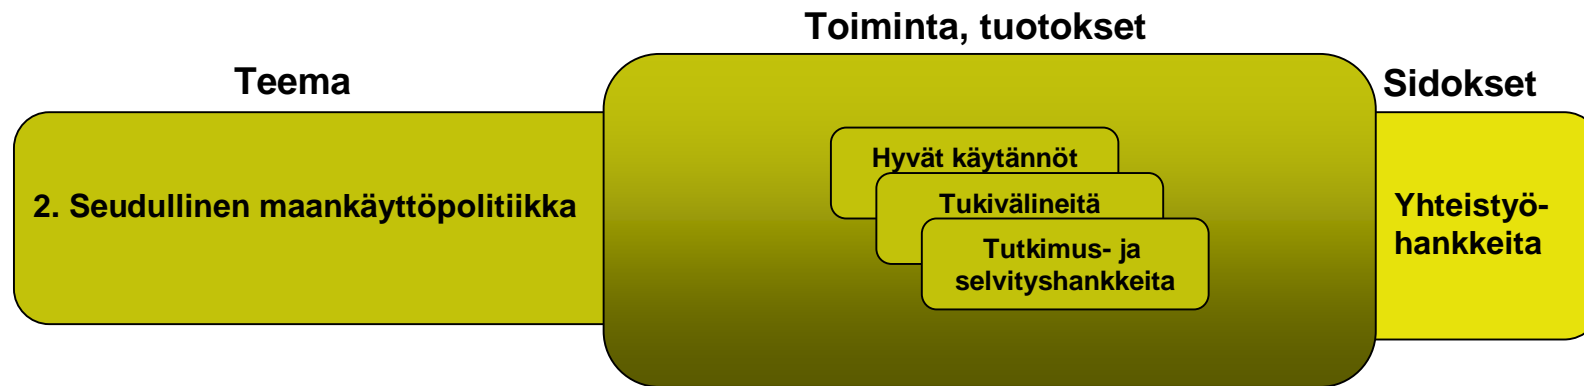 Toiminta, tuotokset
Teema
Sidokset
2. Seudullinen maankäyttöpolitiikka
Hyvät käytännöt
Tukivälineitä
Tutkimus- ja
selvityshankkeita
Yhteistyö-
hankkeita